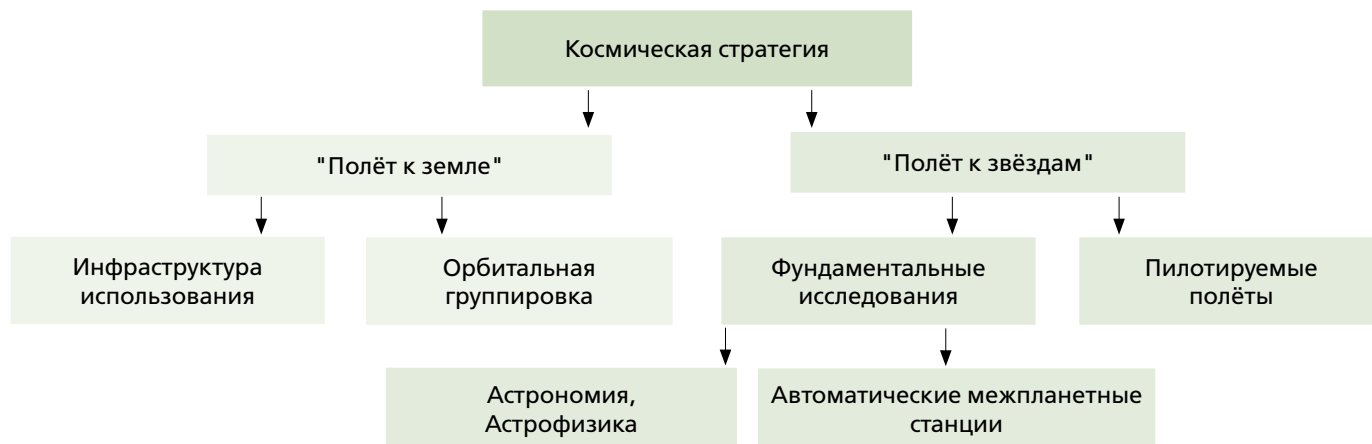 Космическая стратегия
"Полёт к земле"
"Полёт к звёздам"
Инфраструктура
использования
Орбитальная
группировка
Фундаментальные
исследования
Пилотируемые
полёты
Астрономия,
Астрофизика
Автоматические межпланетные
станции